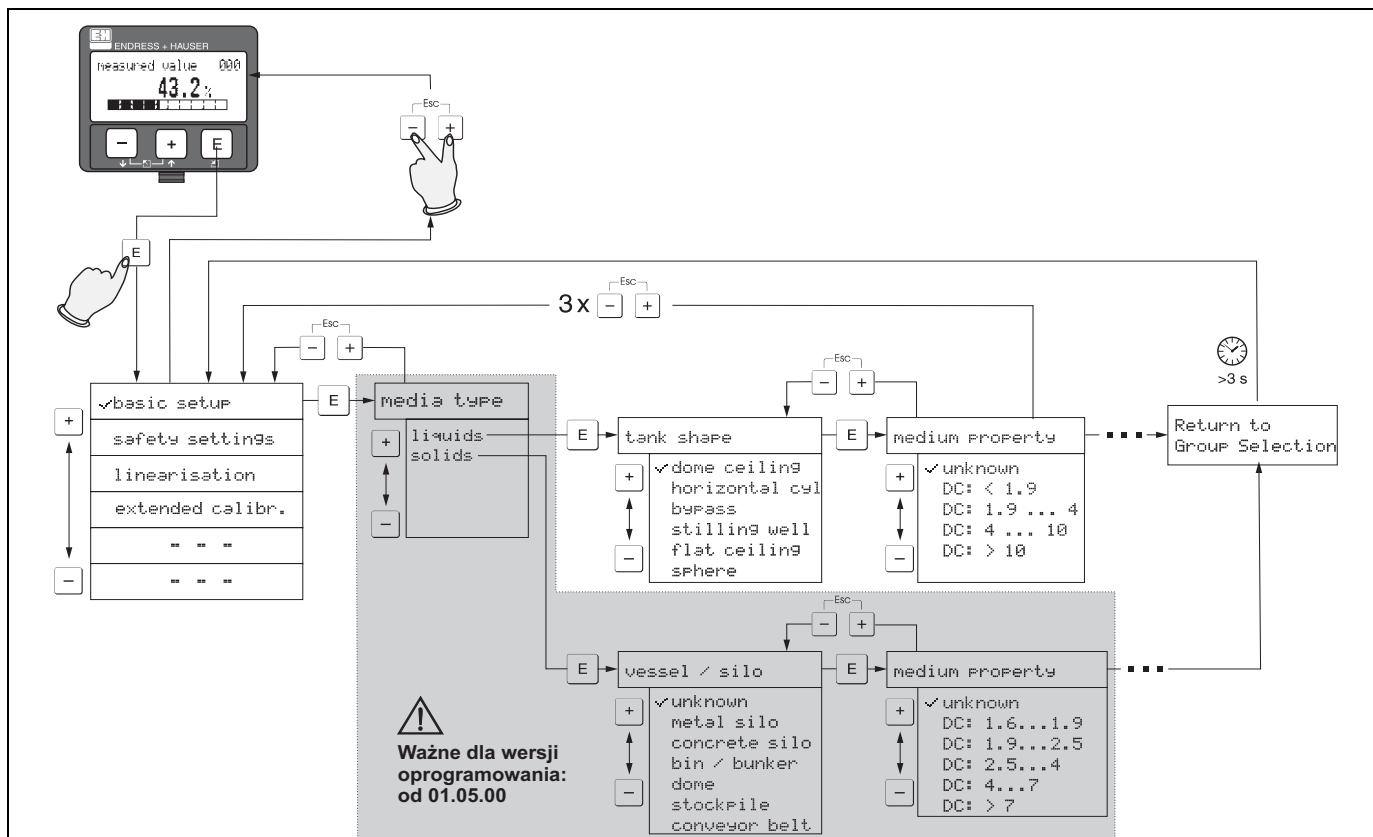 EH
ENDRESS + HAUSER
measured value 000
43.2%
- + E
Esc
- +
E
Esc
3x - +
Esc
- +
>3 s
Esc
- +
✓basic setup
safety settings
linearisation
extended calibr.
- - -
- - -
+
-
E
media type
liquids
solids
+
-
E
tank shape
✓dome ceiling
horizontal cyl
bypass
stilling well
flat ceiling
sphere
+
-
E
medium property
✓unknown
DC: < 1.9
DC: 1.9 ... 4
DC: 4 ... 10
DC: > 10
+
-
Return to
Group Selection
Esc
- +
E
vessel / silo
✓unknown
metal silo
concrete silo
bin / bunker
dome
stockpile
conveyor belt
+
-
E
medium property
✓unknown
DC: 1.6...1.9
DC: 1.9...2.5
DC: 2.5...4
DC: 4...7
DC: > 7
+
-
Ważne dla wersji
oprogramowania:
od 01.05.00